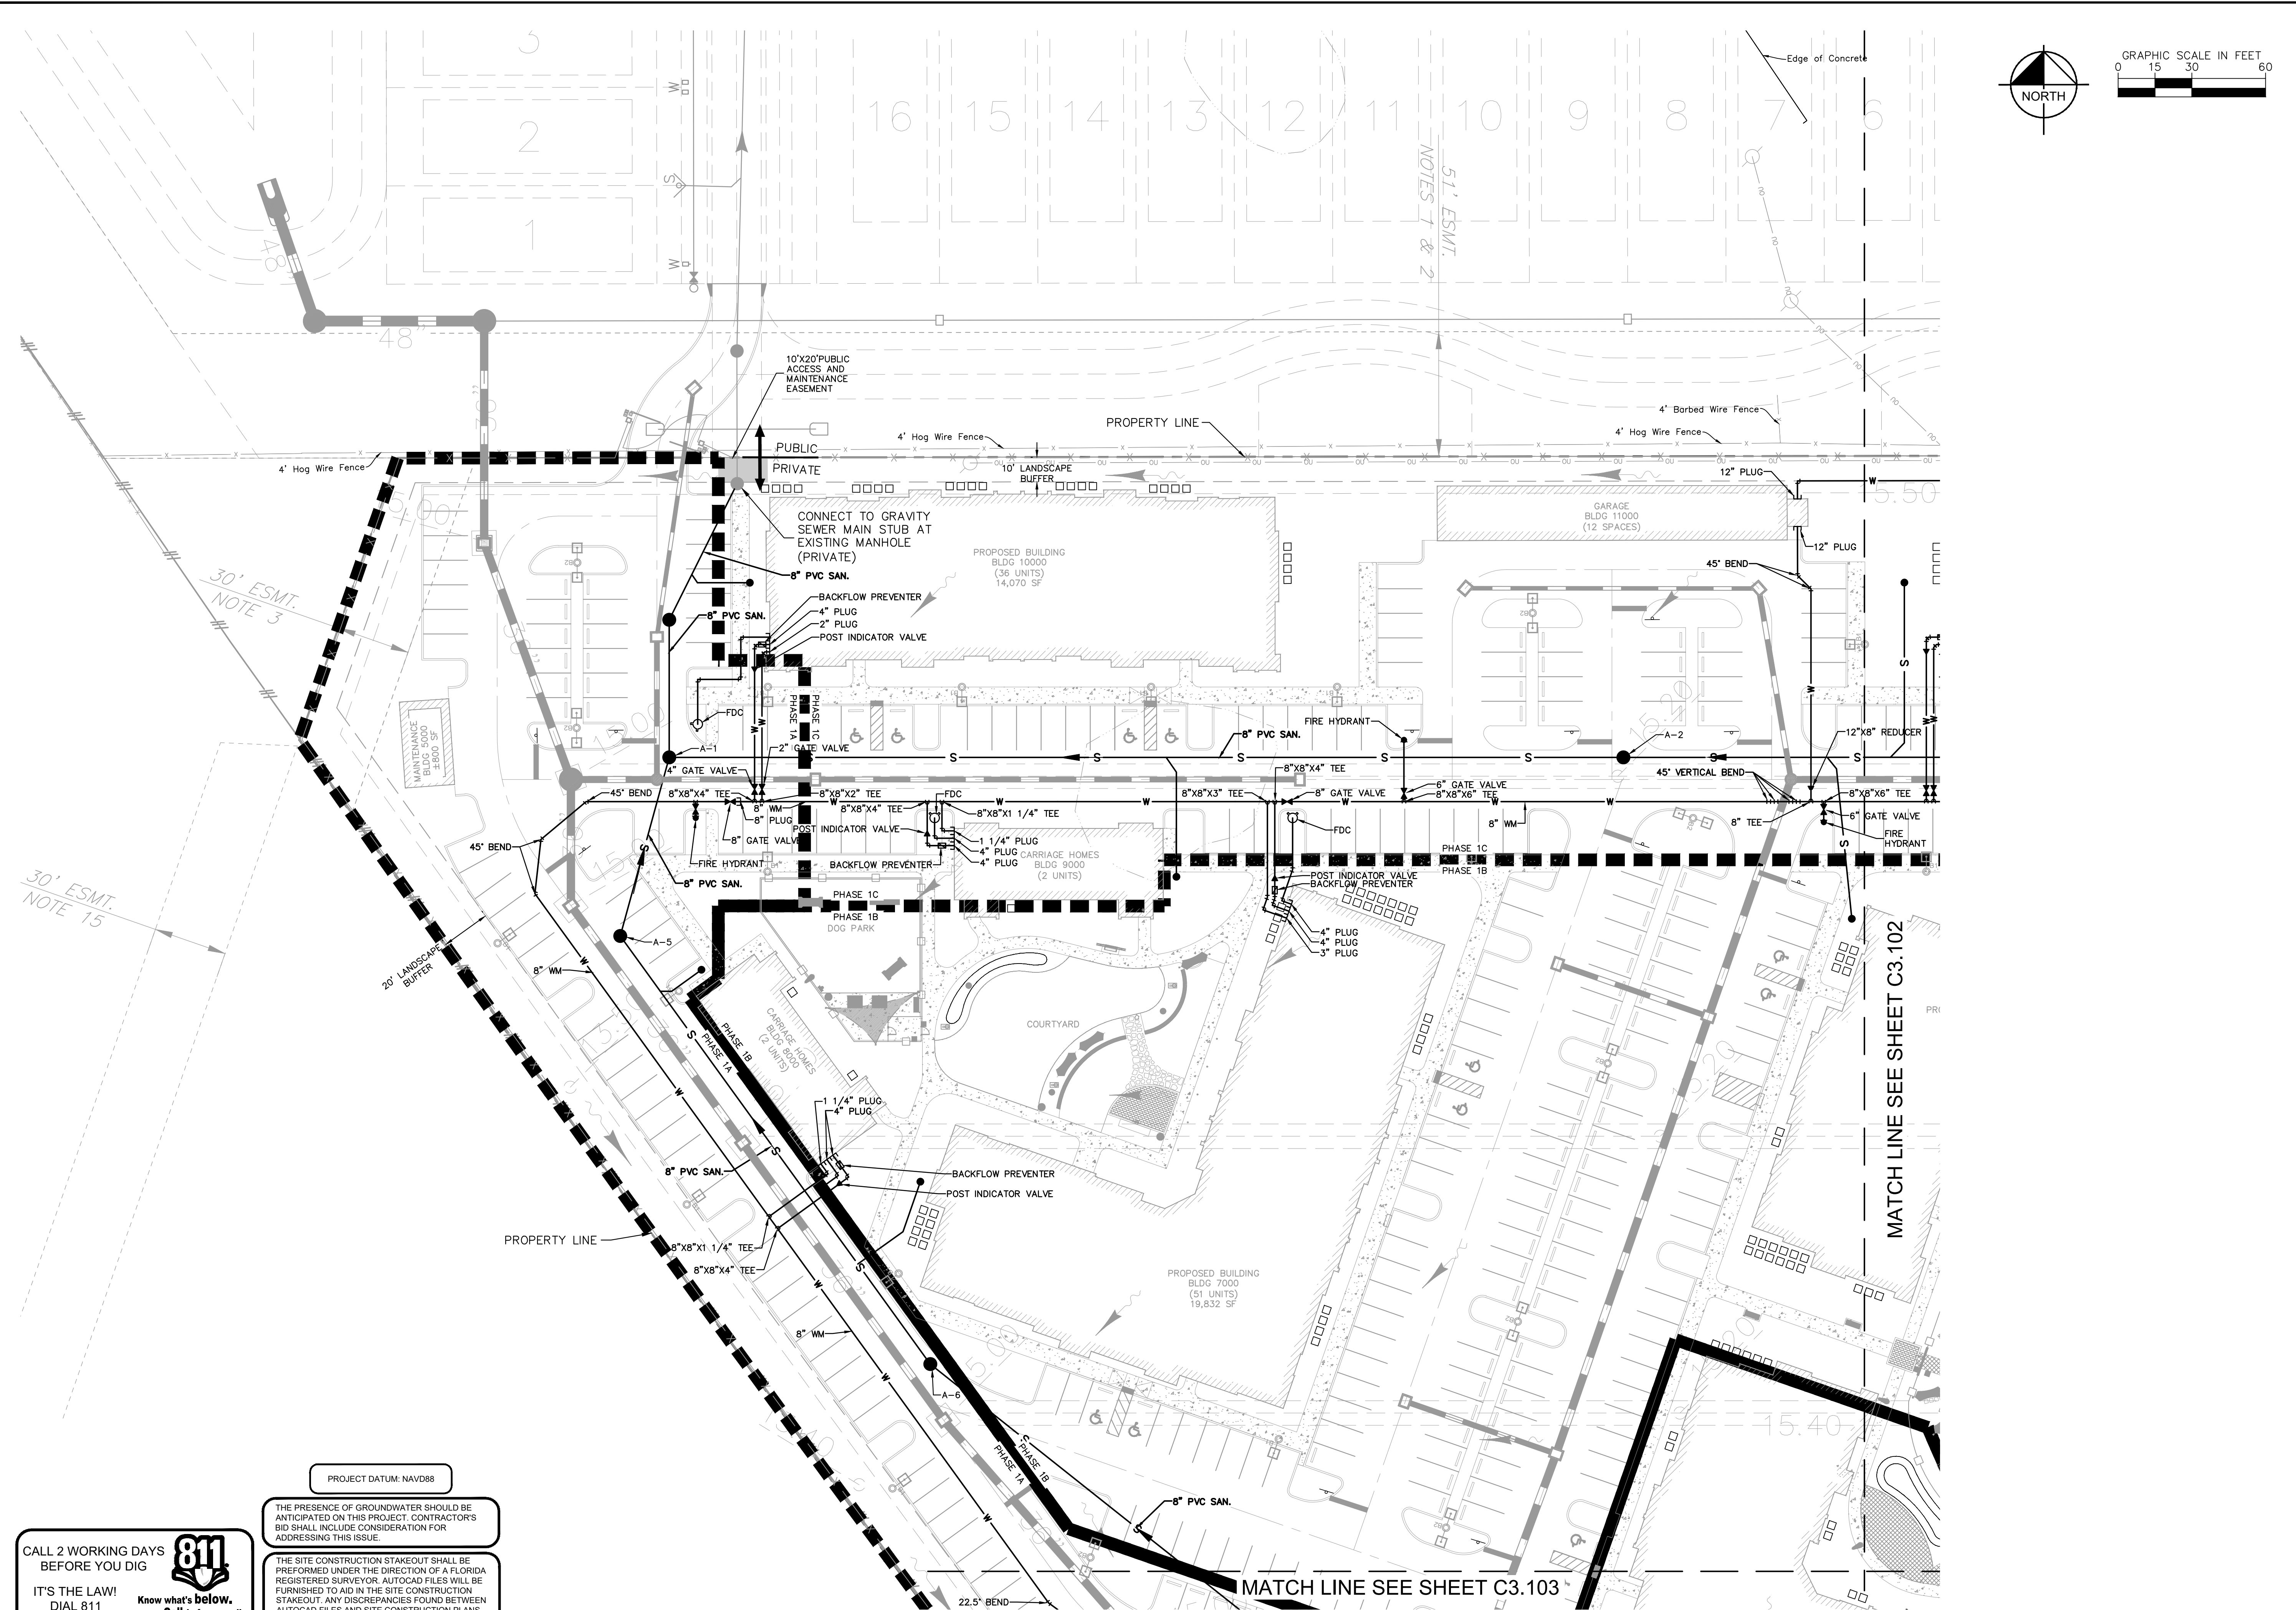 GRAPHIC SCALE IN FEET
0 15 30 60
NORTH
Edge of Concrete
3
2
1
16 15 14 13 12 11 10 9 8 7 6
W
S
W
51' ESMT.
NOTES 1 & 2
48"
10'X20'PUBLIC
ACCESS AND
MAINTENANCE
EASEMENT
PROPERTY LINE
4' Barbed Wire Fence
4' Hog Wire Fence
4' Hog Wire Fence
4' Hog Wire Fence
PUBLIC
PRIVATE
10' LANDSCAPE
BUFFER
12" PLUG
W
CONNECT TO GRAVITY
SEWER MAIN STUB AT
EXISTING MANHOLE
(PRIVATE)
GARAGE
BLDG 11000
(12 SPACES)
12" PLUG
PROPOSED BUILDING
BLDG 10000
(36 UNITS)
14,070 SF
45° BEND
8" PVC SAN.
BACKFLOW PREVENTER
4" PLUG
2" PLUG
POST INDICATOR VALVE
8" PVC SAN.
30' ESMT.
NOTE 3
MAINTENANCE
BLDG 5000
±800 SF
FDC
PHASE 1A
PHASE 1C
FIRE HYDRANT
8" PVC SAN.
A-1
2" GATE VALVE
A-2
12"X8" REDUCER
4" GATE VALVE
8"X8"X4" TEE
45° VERTICAL BEND
45° BEND
8"X8"X4" TEE
8"X8"X2" TEE
FDC
8"X8"X3" TEE
8" GATE VALVE
6" GATE VALVE
8"X8"X6" TEE
8"X8"X6" TEE
8" WM
8"X8"X4" TEE
8"X8"X1 1/4" TEE
8" PLUG
POST INDICATOR VALVE
FDC
8" WM
8" TEE
6" GATE VALVE
FIRE
HYDRANT
45° BEND
8" GATE VALVE
1 1/4" PLUG
4" PLUG
4" PLUG
FIRE HYDRANT
BACKFLOW PREVENTER
CARRIAGE HOMES
BLDG 9000
(2 UNITS)
PHASE 1C
PHASE 1B
POST INDICATOR VALVE
BACKFLOW PREVENTER
8" PVC SAN.
PHASE 1C
PHASE 1B
DOG PARK
30' ESMT.
NOTE 15
A-5
20' LANDSCAPE
BUFFER
8" WM
4" PLUG
4" PLUG
3" PLUG
MATCH LINE SEE SHEET C3.102
COURTYARD
CARRIAGE HOMES
BLDG 8000
(2 UNITS)
PHASE 1B
PHASE 1A
1 1/4" PLUG
4" PLUG
8" PVC SAN.
BACKFLOW PREVENTER
POST INDICATOR VALVE
PROPERTY LINE
8"X8"X1 1/4" TEE
8"X8"X4" TEE
PROPOSED BUILDING
BLDG 7000
(51 UNITS)
19,832 SF
8" WM
A-6
15.40
PHASE 1B
PHASE 1A
8" PVC SAN.
22.5° BEND
MATCH LINE SEE SHEET C3.103
PROJECT DATUM: NAVD88
THE PRESENCE OF GROUNDWATER SHOULD BE
ANTICIPATED ON THIS PROJECT. CONTRACTOR'S
BID SHALL INCLUDE CONSIDERATION FOR
ADDRESSING THIS ISSUE.
THE SITE CONSTRUCTION STAKEOUT SHALL BE
PREFORMED UNDER THE DIRECTION OF A FLORIDA
REGISTERED SURVEYOR. AUTOCAD FILES WILL BE
FURNISHED TO AID IN THE SITE CONSTRUCTION
STAKEOUT. ANY DISCREPANCIES FOUND BETWEEN
AUTOCAD FILES AND SITE CONSTRUCTION PLANS
CALL 2 WORKING DAYS
BEFORE YOU DIG
IT'S THE LAW!
DIAL 811
811
Know what's below.